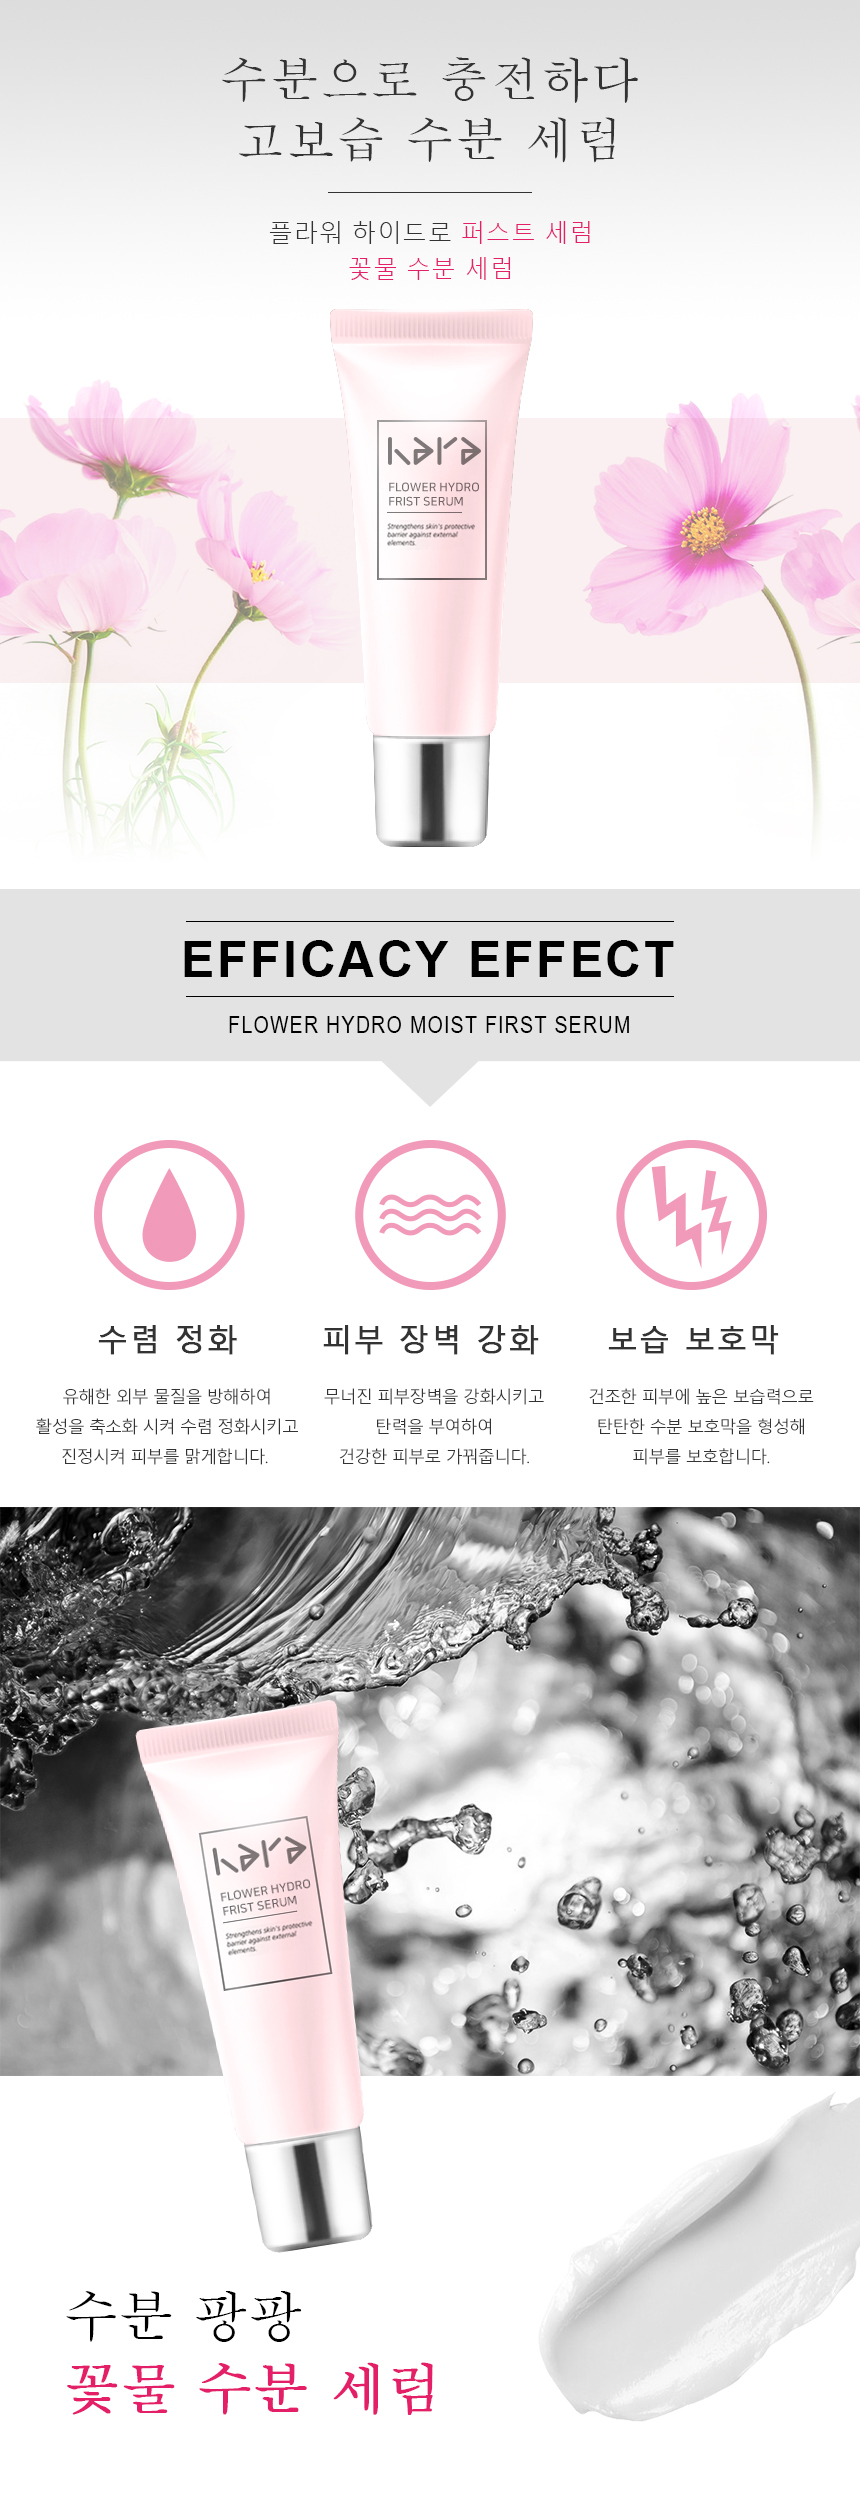 수분으로 충전하다
고보습 수분 세럼
플라워 하이드로 퍼스트 세럼
꽃물 수분 세럼
kara
FLOWER HYDRO
FRIST SERUM
Strengthens skin's protective
barrier against external
elements.
EFFICACY EFFECT
FLOWER HYDRO MOIST FIRST SERUM
수렴 정화
유해한 외부 물질을 방해하여
활성을 축소화 시켜 수렴 정화시키고
진정시켜 피부를 맑게합니다.
피부 장벽 강화
무너진 피부장벽을 강화시키고
탄력을 부여하여
건강한 피부로 가꿔줍니다.
보습 보호막
건조한 피부에 높은 보습력으로
탄탄한 수분 보호막을 형성해
피부를 보호합니다.
kara
FLOWER HYDRO
FRIST SERUM
Strengthens skin's protective
barrier against external
elements.
수분 팡팡
꽃물 수분 세럼